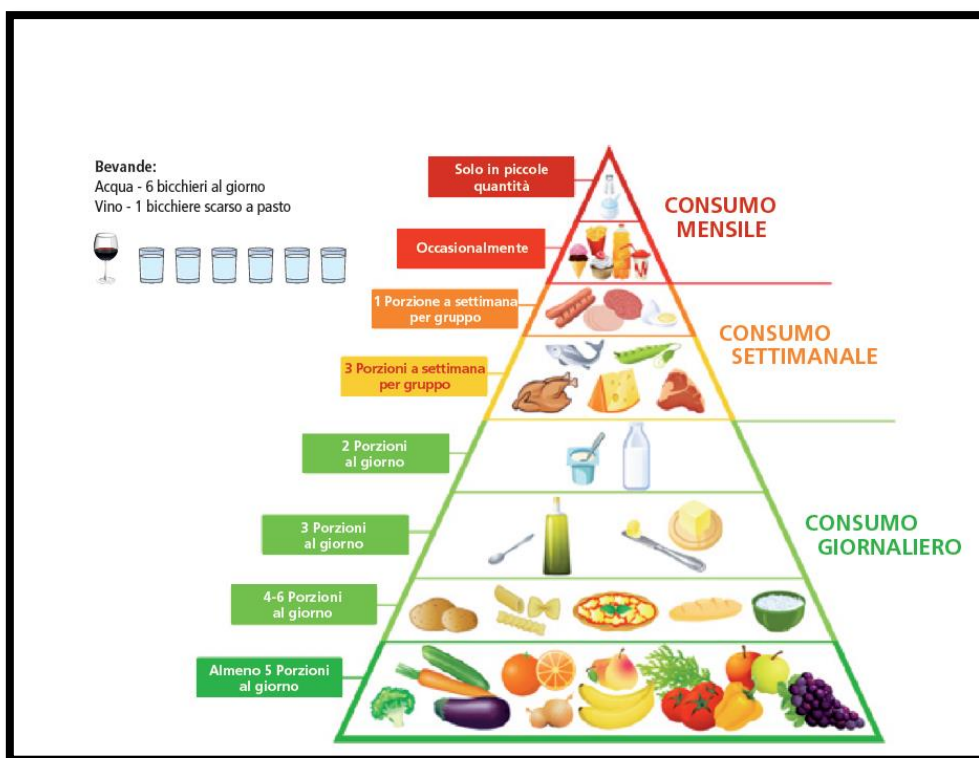 Bevande:
Acqua - 6 bicchieri al giorno
Vino - 1 bicchiere scarso a pasto
Solo in piccole
quantità
CONSUMO
MENSILE
Occasionalmente
1 Porzione a settimana
per gruppo
CONSUMO
SETTIMANALE
3 Porzioni a settimana
per gruppo
2 Porzioni
al giorno
3 Porzioni
al giorno
CONSUMO
GIORNALIERO
4-6 Porzioni
al giorno
Almeno 5 Porzioni
al giorno